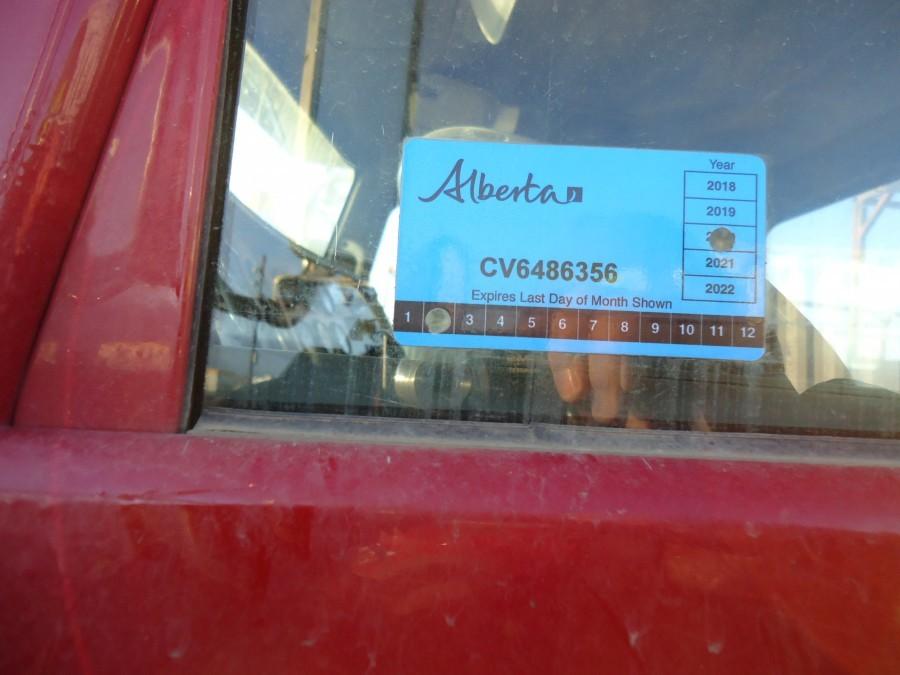 Alberta
Year
2018
2019
2021
2022
CV6486356
Expires Last Day of Month Shown
1 3 4 5 6 7 8 9 10 11 12